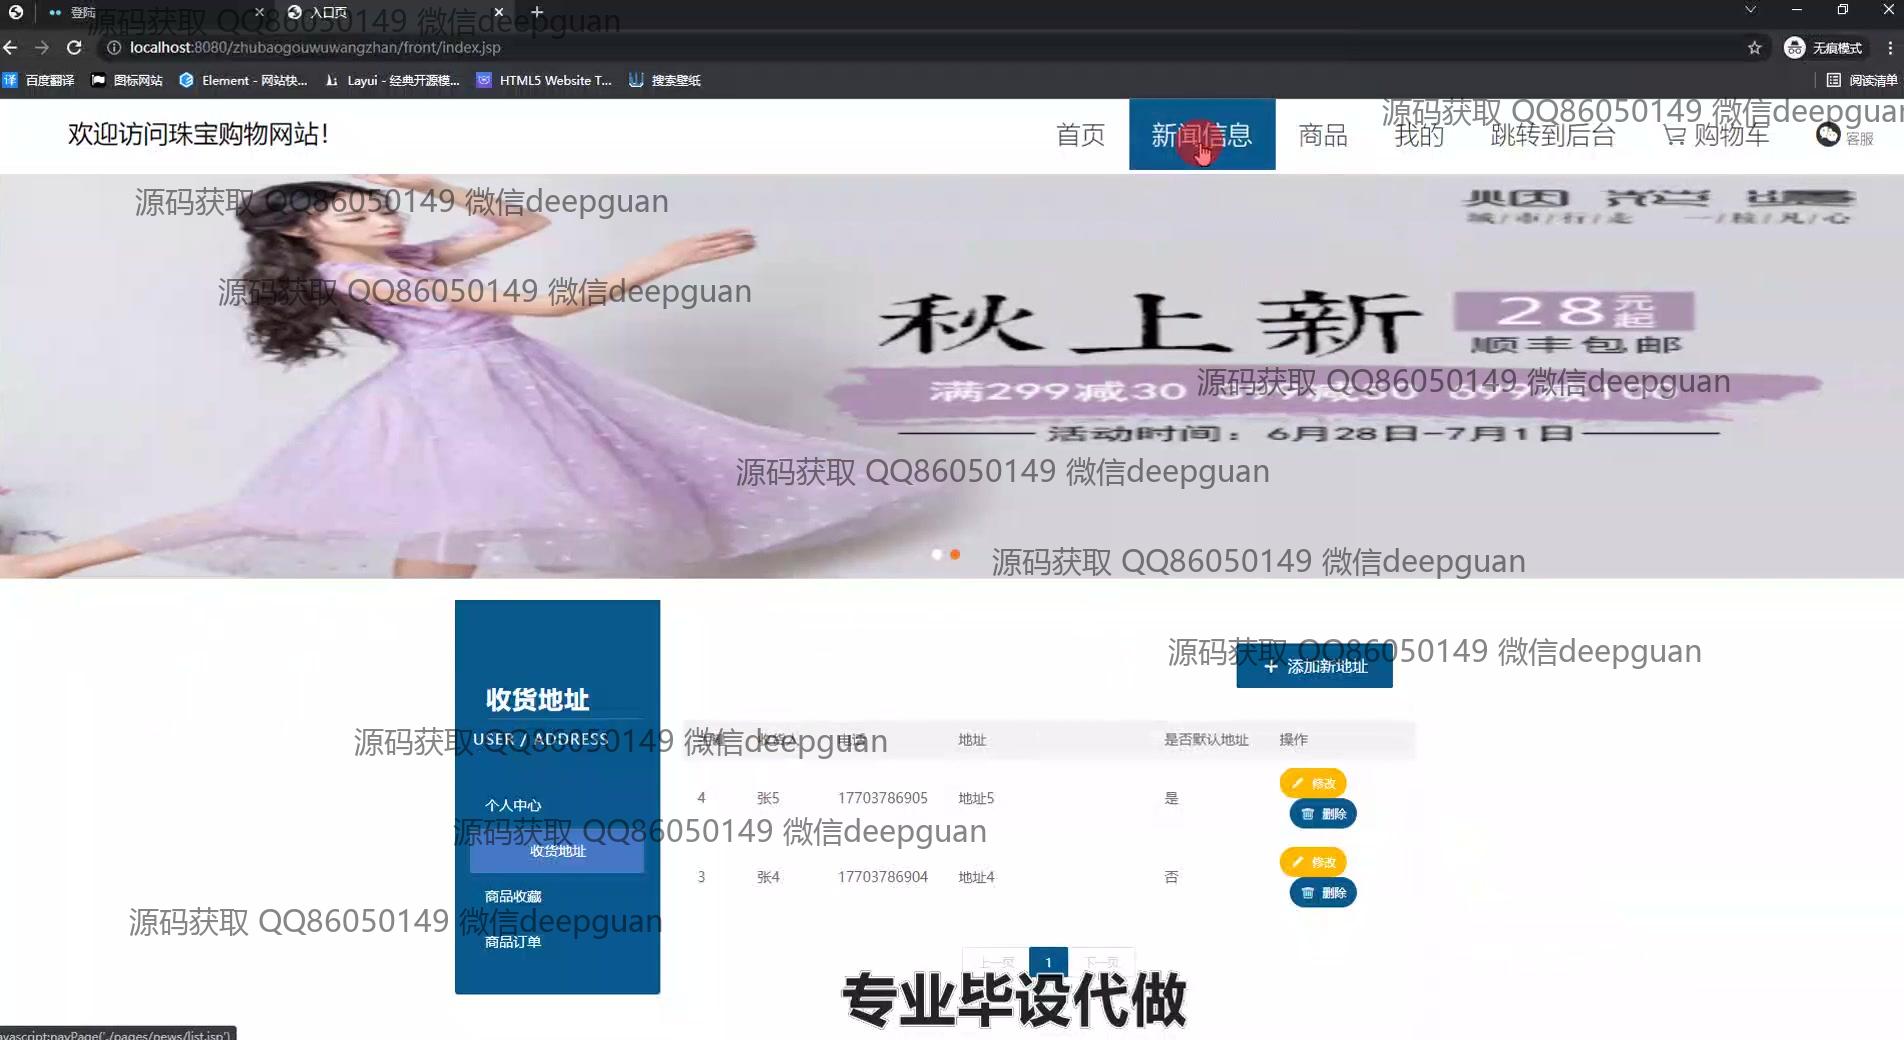 登陆
入口页
源码获取 QQ86050149 微信deepguan
localhost:8080/zhubaogouwuwangzhan/front/index.jsp
无痕模式
百度翻译
图标网站
Element - 网站快...
Layui - 经典开源模...
HTML5 Website T...
搜索壁纸
阅读清单
欢迎访问珠宝购物网站！
首页
新闻信息
商品
我的
跳转到后台
购物车
客服
源码获取 QQ86050149 微信deepguan
源码获取 QQ86050149 微信deepguan
城/市/行/走 一/般/凡/心
源码获取 QQ86050149 微信deepguan
秋上新
28元起
顺丰包邮
满299减30
源码获取 QQ86050149 微信deepguan
活动时间：6月28日-7月1日
源码获取 QQ86050149 微信deepguan
源码获取 QQ86050149 微信deepguan
源码获取 QQ86050149 微信deepguan
添加新地址
收货地址
USER / ADDRESS
源码获取 QQ86050149 微信deepguan
收货人
电话
地址
是否默认地址
操作
个人中心
4 张5 17703786905 地址5 是
修改
删除
源码获取 QQ86050149 微信deepguan
收货地址
3 张4 17703786904 地址4 否
修改
删除
商品收藏
源码获取 QQ86050149 微信deepguan
商品订单
上一页 1 下一页
专业毕设代做
avascript:navPage('./pages/news/list.jsp')